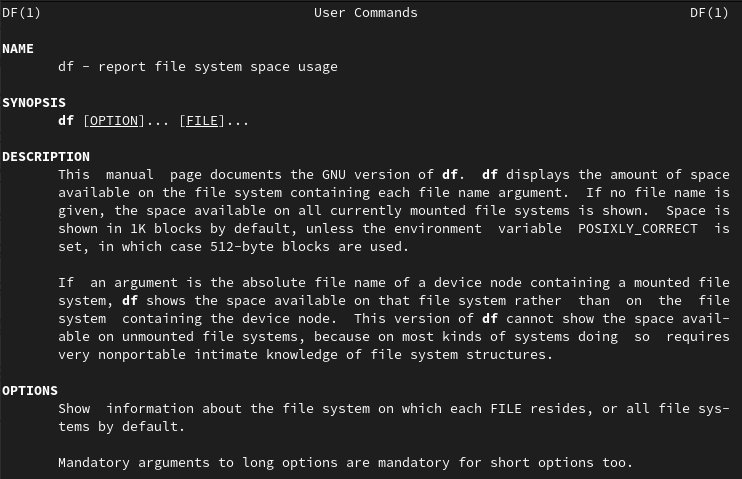 DF(1) User Commands DF(1)
NAME
df - report file system space usage
SYNOPSIS
df [OPTION]... [FILE]...
DESCRIPTION
This manual page documents the GNU version of df. df displays the amount of space
available on the file system containing each file name argument. If no file name is
given, the space available on all currently mounted file systems is shown. Space is
shown in 1K blocks by default, unless the environment variable POSIXLY_CORRECT is
set, in which case 512-byte blocks are used.
If an argument is the absolute file name of a device node containing a mounted file
system, df shows the space available on that file system rather than on the file
system containing the device node. This version of df cannot show the space avail-
able on unmounted file systems, because on most kinds of systems doing so requires
very nonportable intimate knowledge of file system structures.
OPTIONS
Show information about the file system on which each FILE resides, or all file sys-
tems by default.
Mandatory arguments to long options are mandatory for short options too.